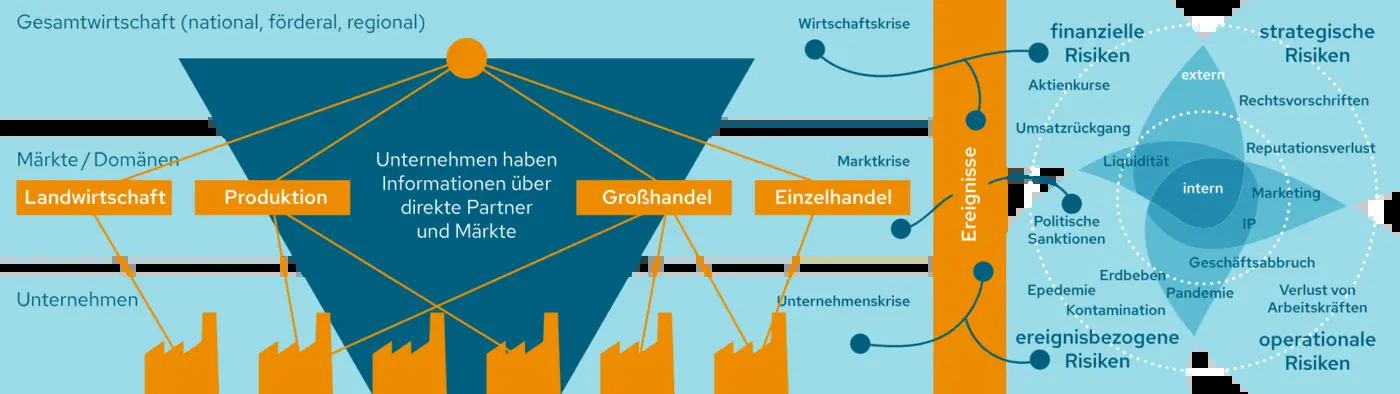 Gesamtwirtschaft (national, förderal, regional)
Märkte / Domänen
Landwirtschaft
Produktion
Unternehmen haben
Informationen über
direkte Partner
und Märkte
Großhandel
Einzelhandel
Unternehmen
Wirtschaftskrise
Marktkrise
Unternehmenskrise
Ereignisse
finanzielle
Risiken
strategische
Risiken
extern
Aktienkurse
Rechtsvorschriften
Umsatzrückgang
Reputationsverlust
Liquidität
intern
Marketing
Politische
Sanktionen
IP
Geschäftsabbruch
Erdbeben
Epedemie
Pandemie
Verlust von
Arbeitskräften
Kontamination
ereignisbezogene
Risiken
operationale
Risiken